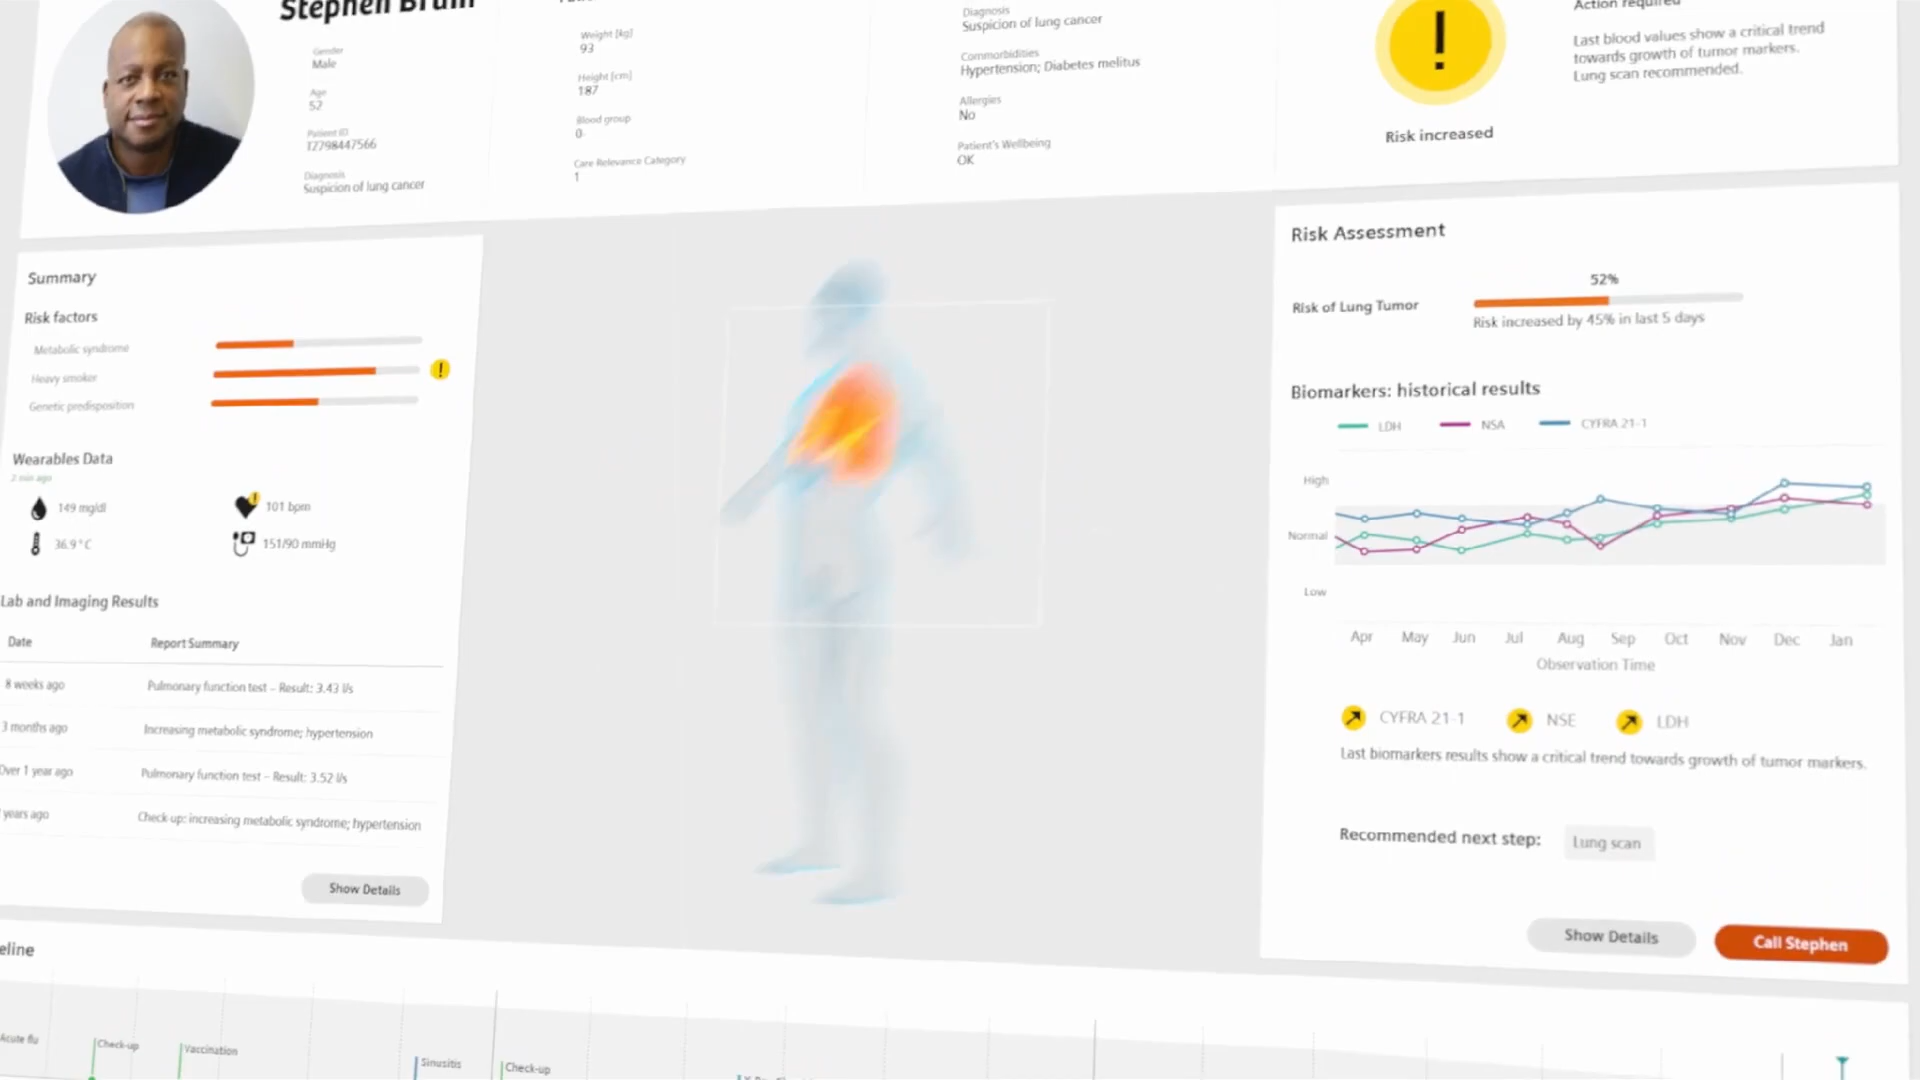 Stephen
Gender
Male
Age
52
Patient ID
12798447566
Diagnosis
Suspicion of lung cancer
Weight [kg]
93
Height [cm]
187
Blood group
0
Care Relevance Category
1
Diagnosis
Suspicion of lung cancer
Commorbidities
Hypertension; Diabetes melitus
Allergies
No
Patient's Wellbeing
OK
!
Risk increased
Action required
Last blood values show a critical trend
towards growth of tumor markers.
Lung scan recommended.
Summary
Risk factors
Metabolic syndrome
Heavy smoker
!
Genetic predisposition
Wearables Data
2 min ago
149 mg/dl
101 bpm
36.9°C
151/90 mmHg
Lab and Imaging Results
Date
Report Summary
8 weeks ago
Pulmonary function test – Result: 3.43 l/s
3 months ago
Increasing metabolic syndrome; hypertension
Over 1 year ago
Pulmonary function test – Result: 3.52 l/s
years ago
Check-up: increasing metabolic syndrome; hypertension
Show Details
Risk Assessment
52%
Risk of Lung Tumor
Risk increased by 45% in last 5 days
Biomarkers: historical results
LDH NSA CYFRA 21-1
High
Normal
Low
Apr May Jun Jul Aug Sep Oct Nov Dec Jan
Observation Time
CYFRA 21-1 NSE LDH
Last biomarkers results show a critical trend towards growth of tumor markers.
Recommended next step: Lung scan
Show Details
Call Stephen
eline
Acute flu
Check-up
Vaccination
Sinusitis
Check-up